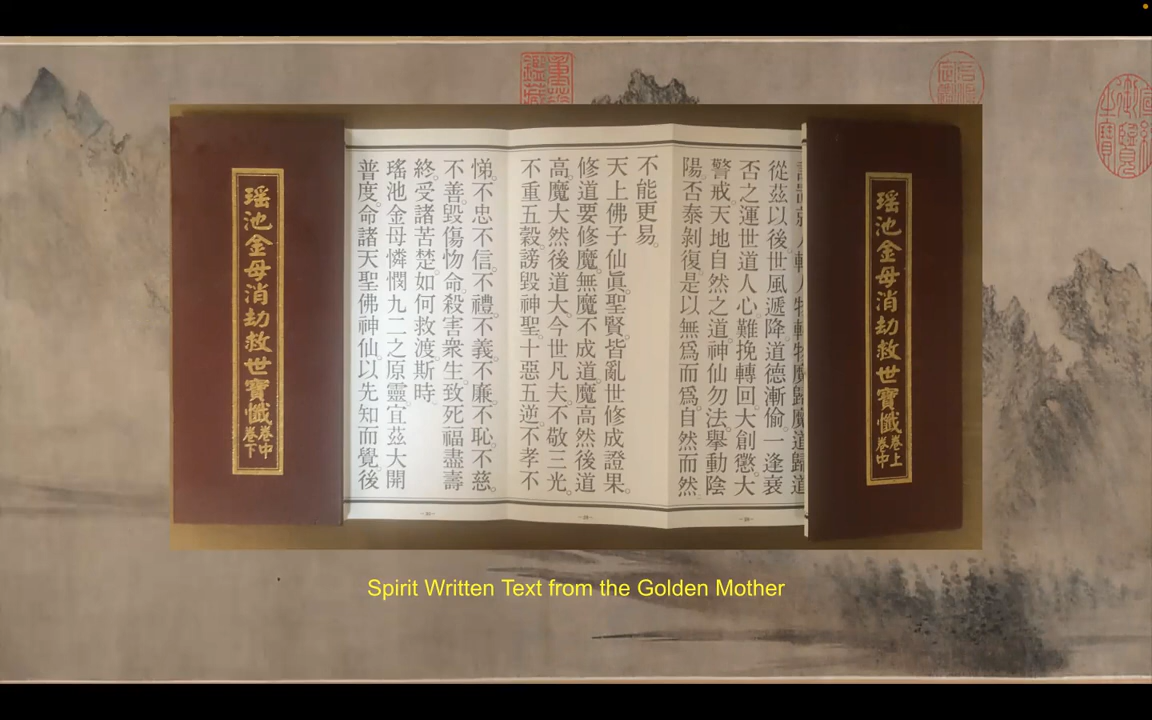 瑤池金母消劫救世寶懺
卷上
卷中
人轉人物轉物魔歸魔道歸道
從茲以後。世風遞降。道德漸偷。一逢衰
否之運世道人心。難挽轉回。大創懲。大
警戒。天地自然之道。神仙勿法。舉動陰
陽。否泰剝復。是以無爲而爲。自然而然。
不能更易。
天上佛子仙眞。聖賢。皆亂世修成證果。
修道要修魔。無魔不成道。魔高然後道
高。魔大然後道大。今世凡夫。不敬三光。
不重五穀。謗毀神聖。十惡五逆。不孝不
悌。不忠不信。不禮不義。不廉不恥。不慈
不善。毀傷物命。殺害衆生。致死福盡壽
終。受諸苦楚。如何救渡。斯時。
瑤池金母憐憫九二之原靈。宜茲大開
普度。命諸天聖佛神仙。以先知而覺後
瑤池金母消劫救世寶懺
卷中
卷下
Spirit Written Text from the Golden Mother